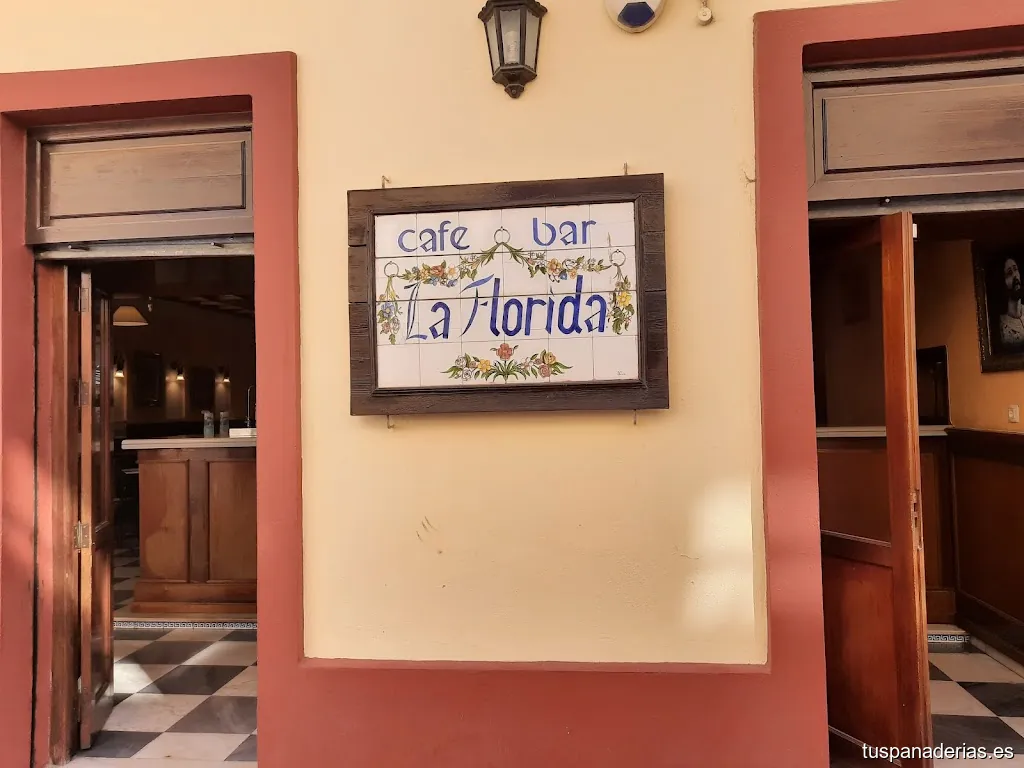 cafe bar
La Florida
tuspanaderias.es